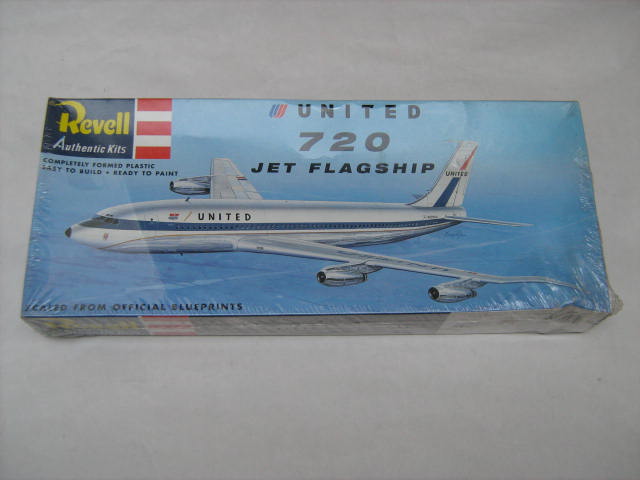 Revell
Authentic Kits
COMPLETELY FORMED PLASTIC
EASY TO BUILD • READY TO PAINT
UNITED
720
JET FLAGSHIP
UNITED
UNITED
SCALED FROM OFFICIAL BLUEPRINTS